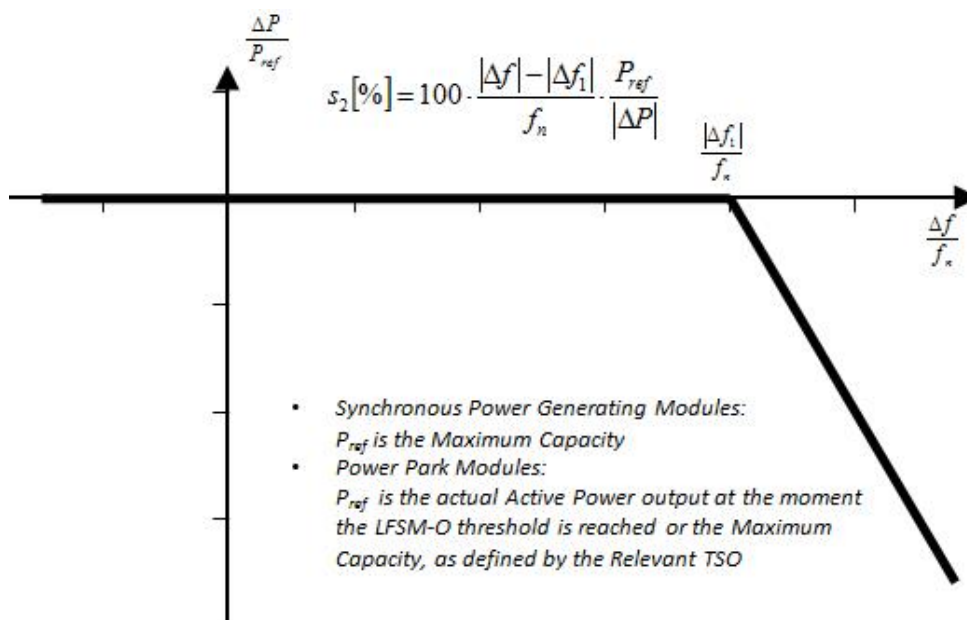 ΔP
P_ref
s₂[%] = 100 · (|Δf| − |Δf₁|) / f_n · P_ref / |ΔP|
|Δf₁|
f_n
Δf
f_n
• Synchronous Power Generating Modules:
P_ref is the Maximum Capacity
• Power Park Modules:
P_ref is the actual Active Power output at the moment
the LFSM-O threshold is reached or the Maximum
Capacity, as defined by the Relevant TSO